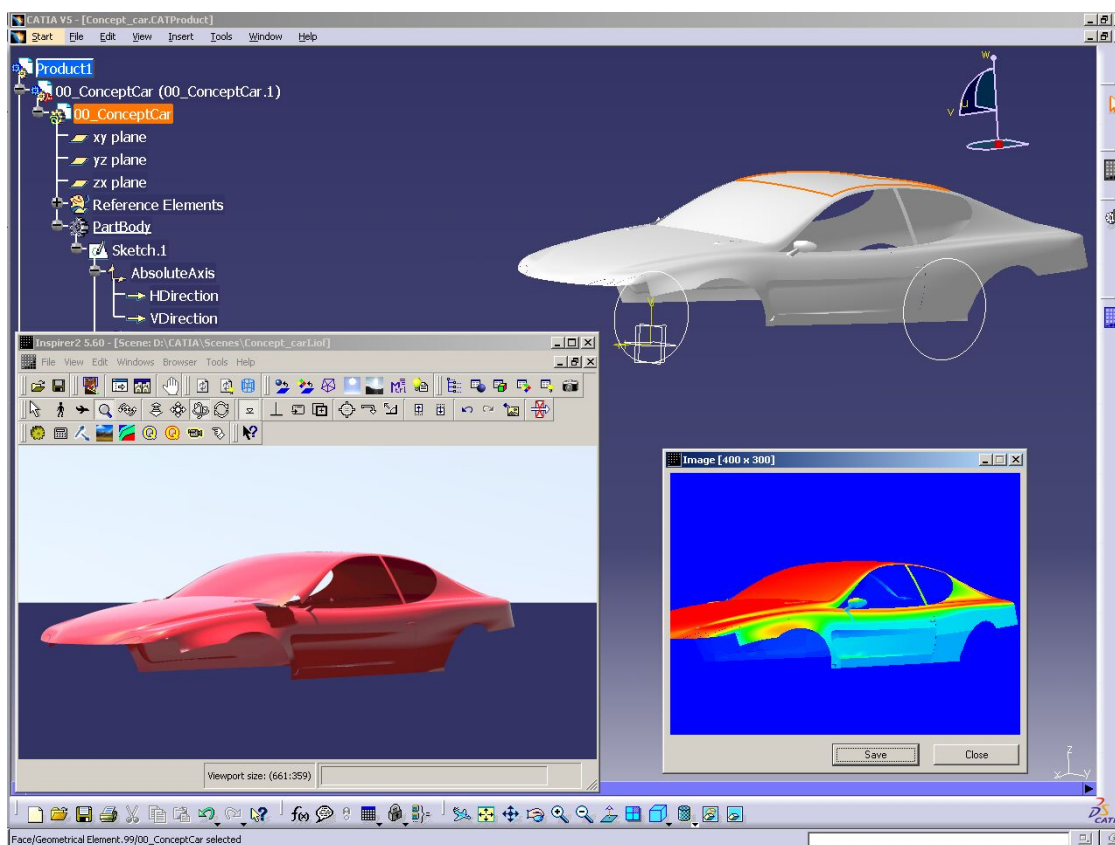 CATIA V5 - [Concept_car.CATProduct]
Start File Edit View Insert Tools Window Help
Product1
00_ConceptCar (00_ConceptCar.1)
00_ConceptCar
xy plane
yz plane
zx plane
Reference Elements
PartBody
Sketch.1
AbsoluteAxis
HDirection
VDirection
W
U
V
V
Inspirer2 5.60 - [Scene: D:\CATIA\Scenes\Concept_car1.iof]
File View Edit Windows Browser Tools Help
Viewport size: (661:359)
Image [400 x 300]
Save Close
z
x y
f(x)
CATIA
Face/Geometrical Element.99/00_ConceptCar selected